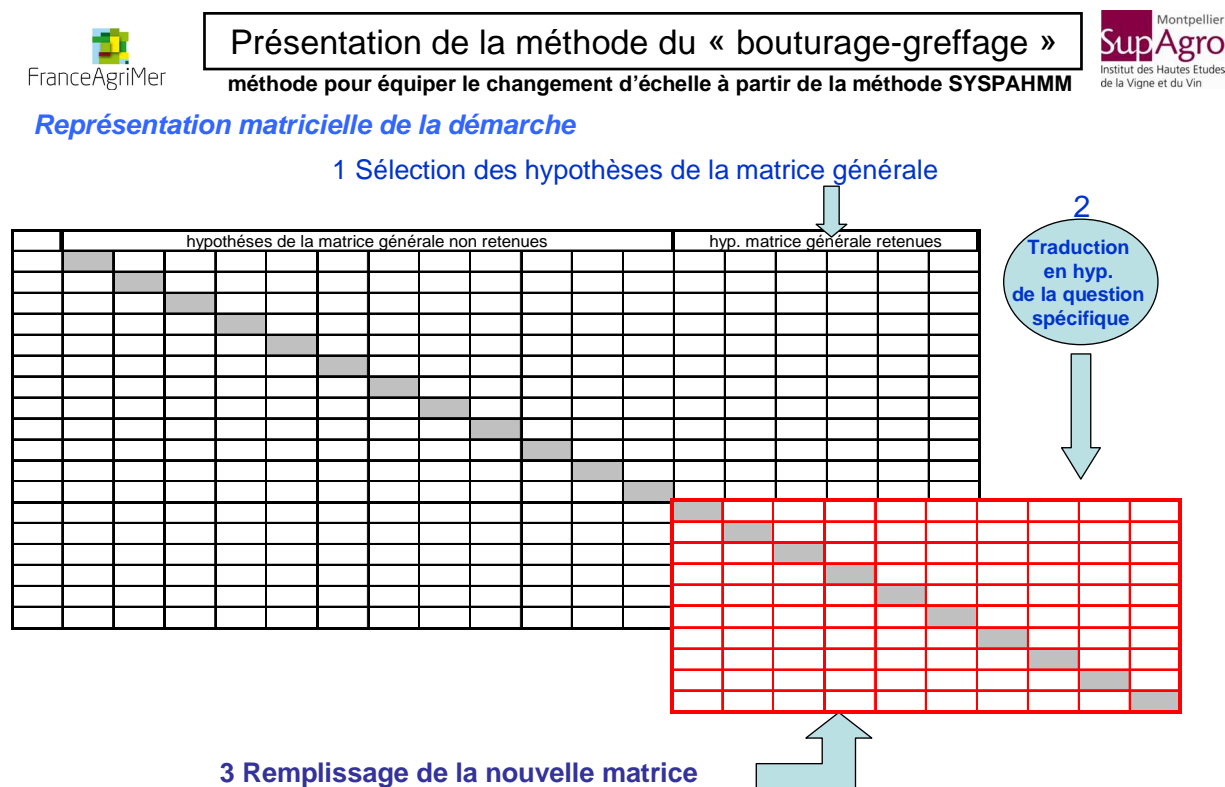 FranceAgriMer
Présentation de la méthode du « bouturage-greffage »
méthode pour équiper le changement d'échelle à partir de la méthode SYSPAHMM
Montpellier
SupAgro
Institut des Hautes Etudes
de la Vigne et du Vin
Représentation matricielle de la démarche
1 Sélection des hypothèses de la matrice générale
hypothéses de la matrice générale non retenues
hyp. matrice générale retenues
2
Traduction
en hyp.
de la question
spécifique
3 Remplissage de la nouvelle matrice